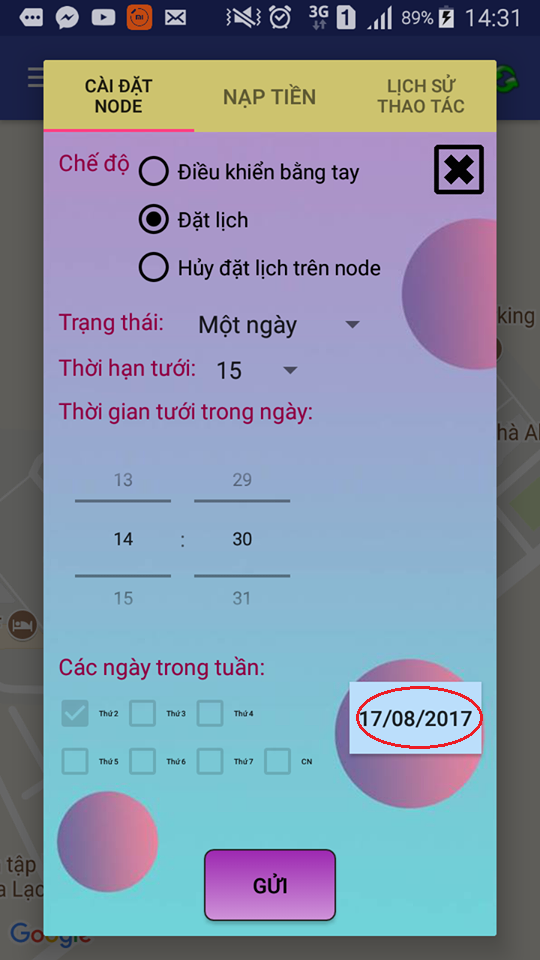 3G 1 89% 14:31
CÀI ĐẶT
NODE
NẠP TIỀN
LỊCH SỬ
THAO TÁC
Chế độ
Điều khiển bằng tay
Đặt lịch
Hủy đặt lịch trên node
Trạng thái: Một ngày
king
Thời hạn tưới: 15
Thời gian tưới trong ngày:
13 29
14 : 30
15 31
Các ngày trong tuần:
Thứ 2 Thứ 3 Thứ 4
17/08/2017
Thứ 5 Thứ 6 Thứ 7 CN
tập
a Lạc
GỬI
Google